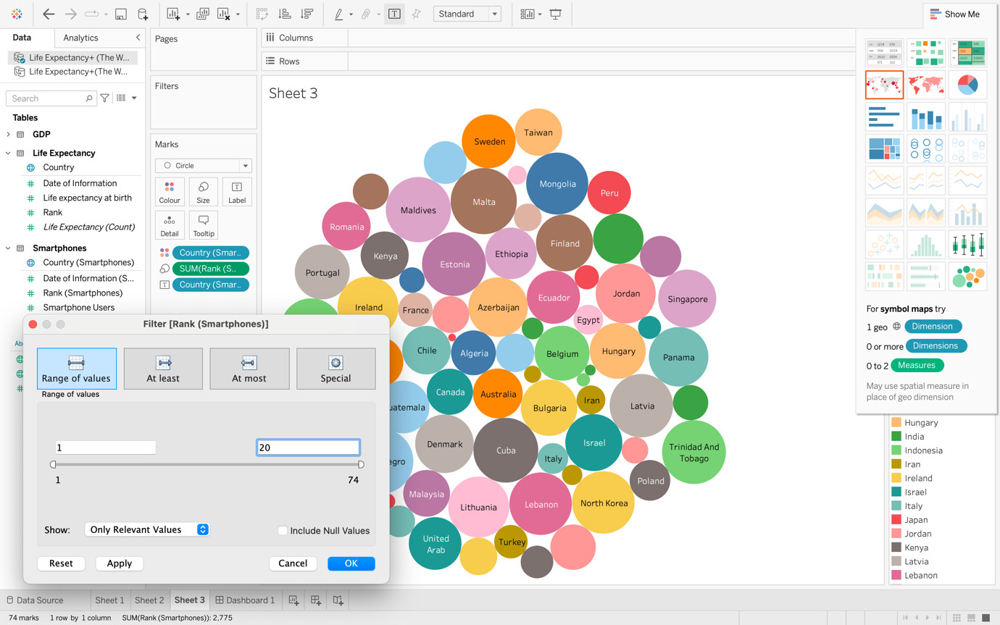 Standard
Show Me
Data
Analytics
Pages
Columns
Life Expectancy+ (The W...
Life Expectancy+(The W...
Rows
Filters
Search
Sheet 3
Tables
GDP
Life Expectancy
Country
Date of Information
Life expectancy at birth
Rank
Life Expectancy (Count)
Smartphones
Country (Smartphones)
Date of Information (S...
Rank (Smartphones)
Smartphone Users
Marks
Circle
Colour
Size
Label
Detail
Tooltip
Country (Smar..
SUM(Rank (S..
Country (Smar..
Sweden
Taiwan
Mongolia
Peru
Malta
Maldives
Romania
Finland
Kenya
Ethiopia
Estonia
Portugal
Jordan
Ecuador
Singapore
Ireland
France
Azerbaijan
Egypt
Chile
Algeria
Belgium
Hungary
Panama
Canada
Australia
Iran
uatemala
Bulgaria
Latvia
Denmark
Cuba
Israel
Trinidad And
Tobago
egro
Italy
Poland
Malaysia
Lithuania
Lebanon
North Korea
United
Arab
Turkey
For symbol maps try
1 geo
Dimension
0 or more
Dimensions
0 to 2
Measures
May use spatial measure in
place of geo dimension
Hungary
India
Indonesia
Iran
Ireland
Israel
Italy
Japan
Jordan
Kenya
Latvia
Lebanon
Filter [Rank (Smartphones)]
Range of values
At least
At most
Special
Range of values
1
20
1
74
Show:
Only Relevant Values
Include Null Values
Reset
Apply
Cancel
OK
Data Source
Sheet 1
Sheet 2
Sheet 3
Dashboard 1
74 marks
1 row by 1 column
SUM(Rank (Smartphones)): 2,775